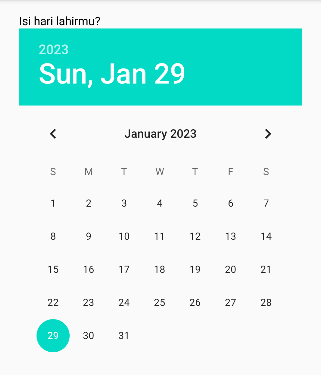 Isi hari lahirmu?
2023
Sun, Jan 29
January 2023
S M T W T F S
1 2 3 4 5 6 7
8 9 10 11 12 13 14
15 16 17 18 19 20 21
22 23 24 25 26 27 28
29 30 31